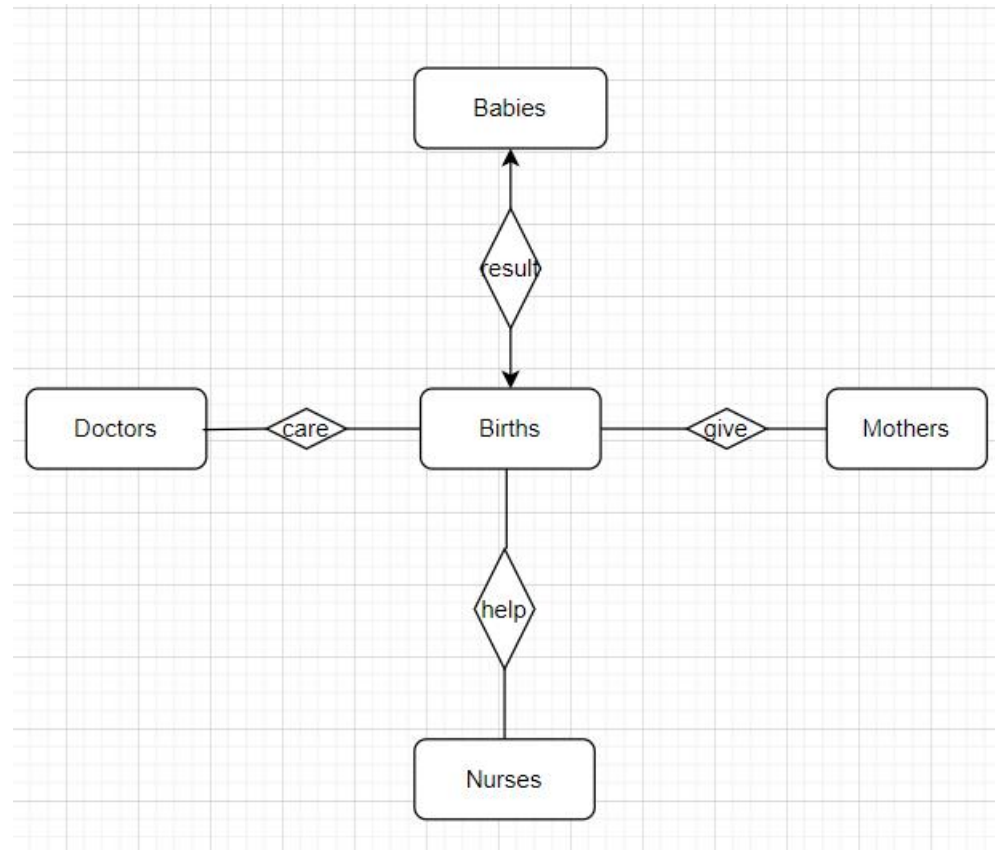 Babies
result
Doctors
care
Births
give
Mothers
help
Nurses